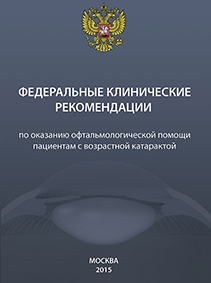 ФЕДЕРАЛЬНЫЕ КЛИНИЧЕСКИЕ
РЕКОМЕНДАЦИИ
по оказанию офтальмологической помощи
пациентам с возрастной катарактой
МОСКВА
2015